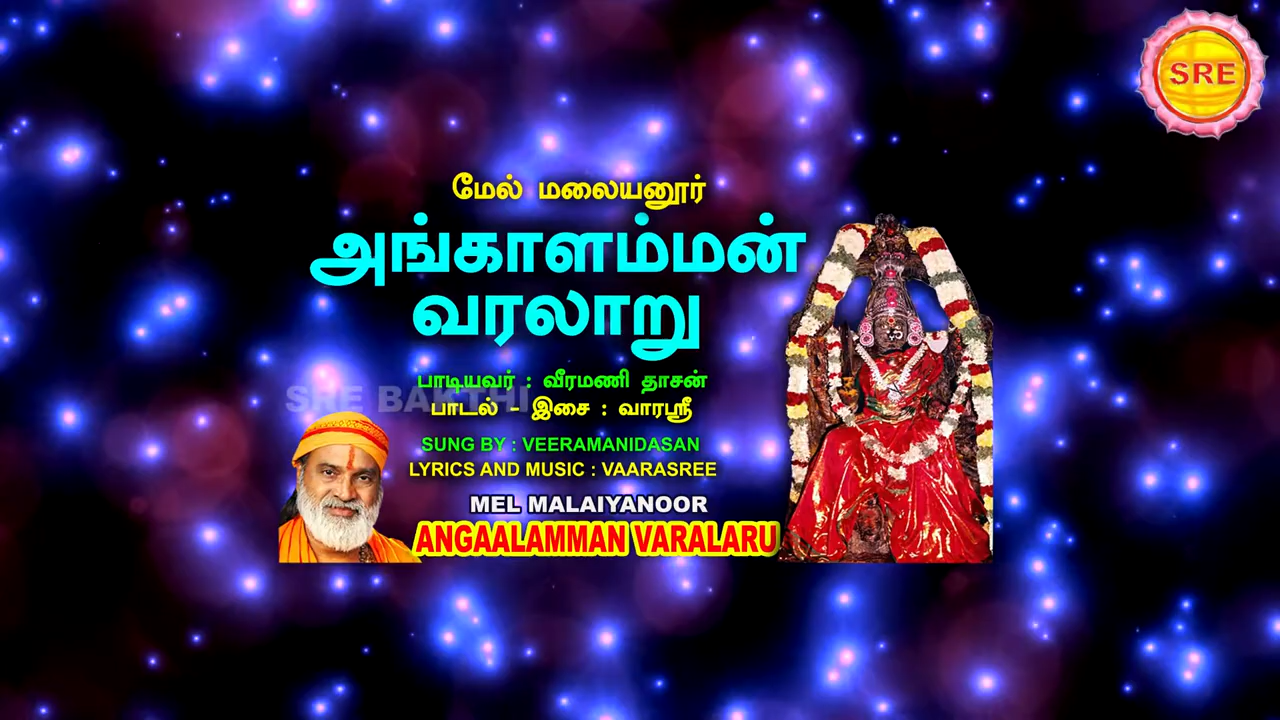 SRE
மேல் மலையனூர்
அங்காளம்மன்
வரலாறு
பாடியவர் : வீரமணி தாசன்
SRE BAKTHI
பாடல் - இசை : வாரஸ்ரீ
SUNG BY : VEERAMANIDASAN
LYRICS AND MUSIC : VAARASREE
MEL MALAIYANOOR
ANGAALAMMAN VARALARU